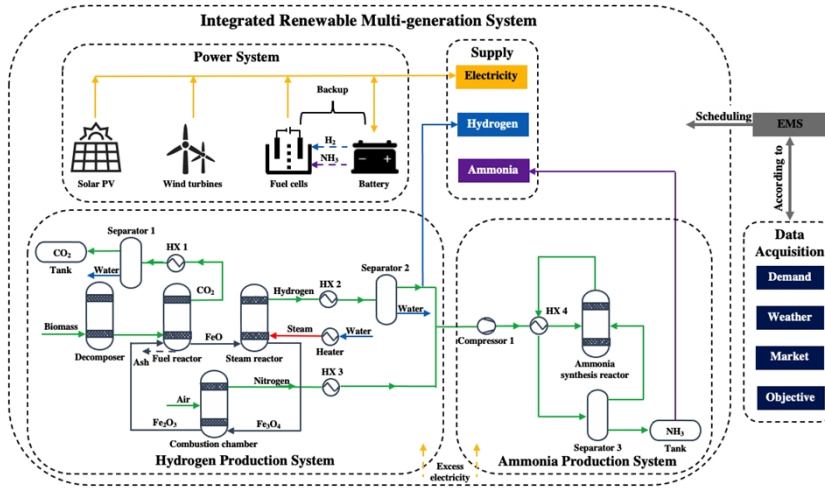 Integrated Renewable Multi-generation System
Power System
Supply
Electricity
Backup
Hydrogen
Scheduling
EMS
H₂
NH₃
Ammonia
Solar PV
Wind turbines
Fuel cells
Battery
According to
Data
Acquisition
Demand
Weather
Market
Objective
Separator 1
CO₂
Tank
HX 1
Water
CO₂
Hydrogen
HX 2
Separator 2
Water
Biomass
Decomposer
Fuel reactor
FeO
Steam reactor
Steam
Water
Heater
Ash
Nitrogen
HX 3
Air
Fe₂O₃
Fe₃O₄
Combustion chamber
Hydrogen Production System
Compressor 1
HX 4
Ammonia
synthesis reactor
Separator 3
NH₃
Tank
Ammonia Production System
Excess
electricity